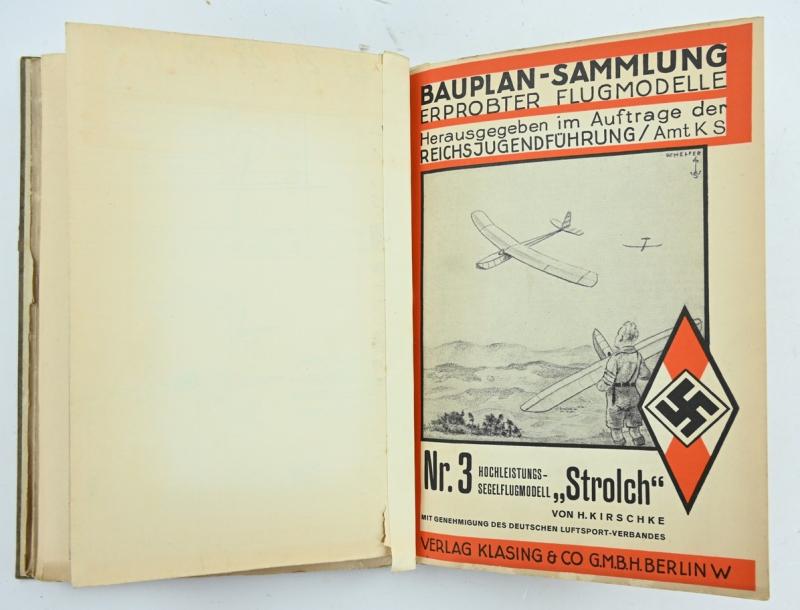 BAUPLAN-SAMMLUNG
ERPROBTER FLUGMODELLE
Herausgegeben im Auftrage der
REICHSJUGENDFÜHRUNG/Amt K S
W.HELFER
Nr. 3 HOCHLEISTUNGS-
SEGELFLUGMODELL „Strolch“
VON H. KIRSCHKE
MIT GENEHMIGUNG DES DEUTSCHEN LUFTSPORT-VERBANDES
VERLAG KLASING & CO G.M.B.H. BERLIN W